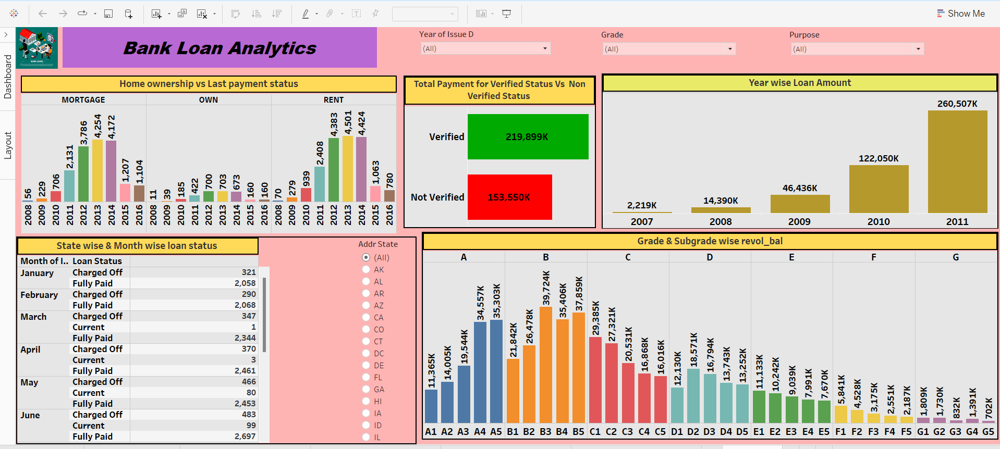 Show Me
Dashboard
Layout
Bank Loan Analytics
Year of Issue D
(All)
Grade
(All)
Purpose
(All)
Home ownership vs Last payment status
MORTGAGE OWN RENT
56 229 706 2,131 3,786 4,254 4,172 1,207 1,104 11 39 185 422 700 703 673 160 160 70 279 939 2,408 4,383 4,501 4,424 1,063 780
2008 2009 2010 2011 2012 2013 2014 2015 2016 2008 2009 2010 2011 2012 2013 2014 2015 2016 2008 2009 2010 2011 2012 2013 2014 2015 2016
Total Payment for Verified Status Vs Non
Verified Status
Verified 219,899K
Not Verified 153,550K
Year wise Loan Amount
2,219K 14,390K 46,436K 122,050K 260,507K
2007 2008 2009 2010 2011
State wise & Month wise loan status
Month of I.. Loan Status
January Charged Off 321
Fully Paid 2,058
February Charged Off 290
Fully Paid 2,068
March Charged Off 347
Current 1
Fully Paid 2,344
April Charged Off 370
Current 3
Fully Paid 2,461
May Charged Off 466
Current 80
Fully Paid 2,453
June Charged Off 483
Current 99
Fully Paid 2,697
Addr State
(All)
AK
AL
AR
AZ
CA
CO
CT
DC
DE
FL
GA
HI
IA
ID
IL
Grade & Subgrade wise revol_bal
A B C D E F G
11,365K 14,005K 19,544K 34,557K 35,303K 21,842K 26,478K 39,724K 35,406K 37,859K 29,385K 27,321K 20,531K 16,868K 16,016K 12,130K 18,571K 16,794K 13,743K 13,252K 11,133K 10,242K 9,039K 7,991K 7,670K 5,841K 4,528K 3,175K 2,551K 2,187K 1,809K 1,730K 832K 1,391K 702K
A1 A2 A3 A4 A5 B1 B2 B3 B4 B5 C1 C2 C3 C4 C5 D1 D2 D3 D4 D5 E1 E2 E3 E4 E5 F1 F2 F3 F4 F5 G1 G2 G3 G4 G5